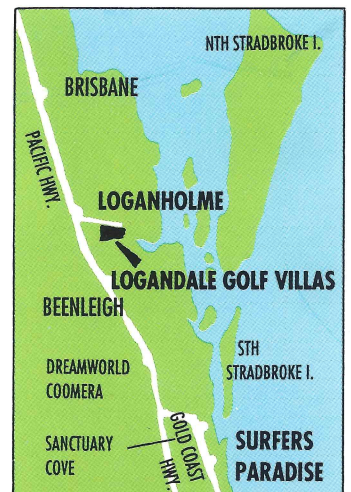 NTH STRADBROKE I.
BRISBANE
PACIFIC HWY.
LOGANHOLME
LOGANDALE GOLF VILLAS
BEENLEIGH
STH
STRADBROKE I.
DREAMWORLD
COOMERA
GOLD COAST
HWY.
SANCTUARY
COVE
SURFERS
PARADISE